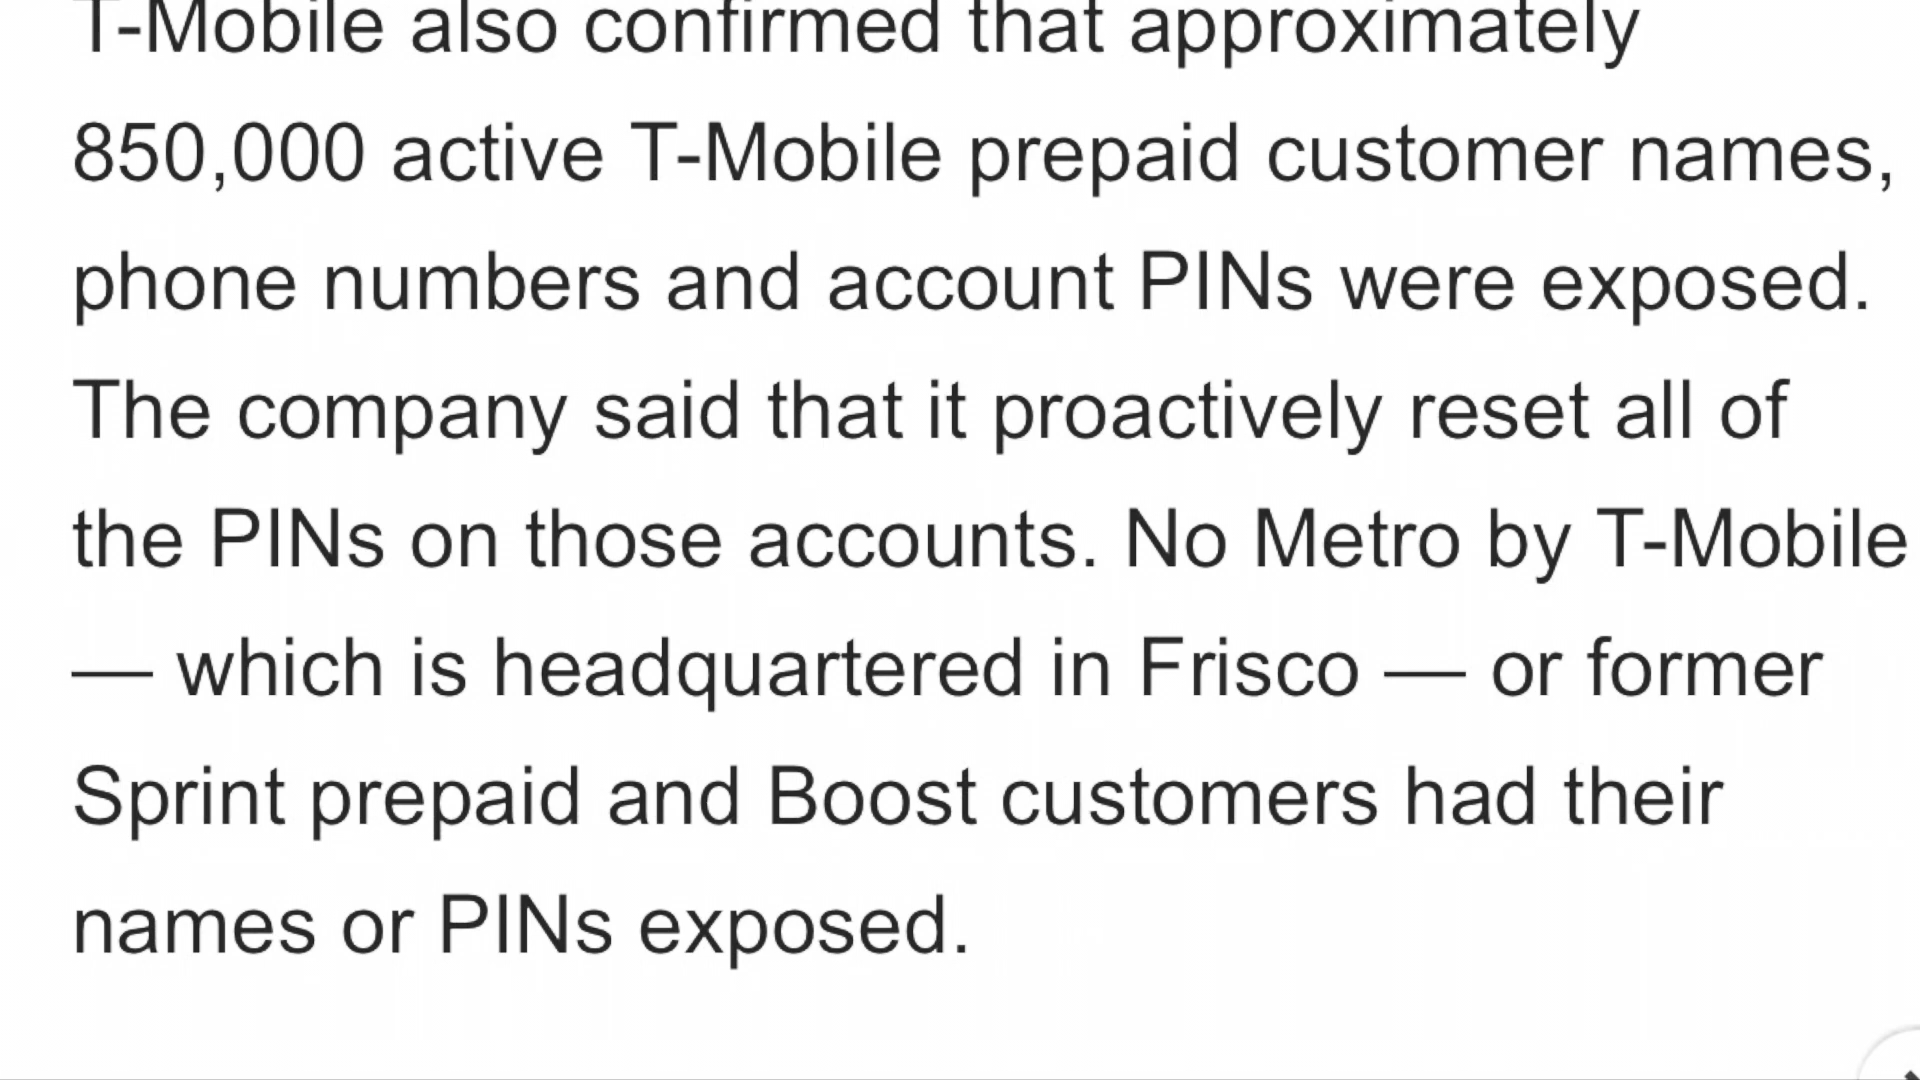 T-Mobile also confirmed that approximately
850,000 active T-Mobile prepaid customer names,
phone numbers and account PINs were exposed.
The company said that it proactively reset all of
the PINs on those accounts. No Metro by T-Mobile
— which is headquartered in Frisco — or former
Sprint prepaid and Boost customers had their
names or PINs exposed.